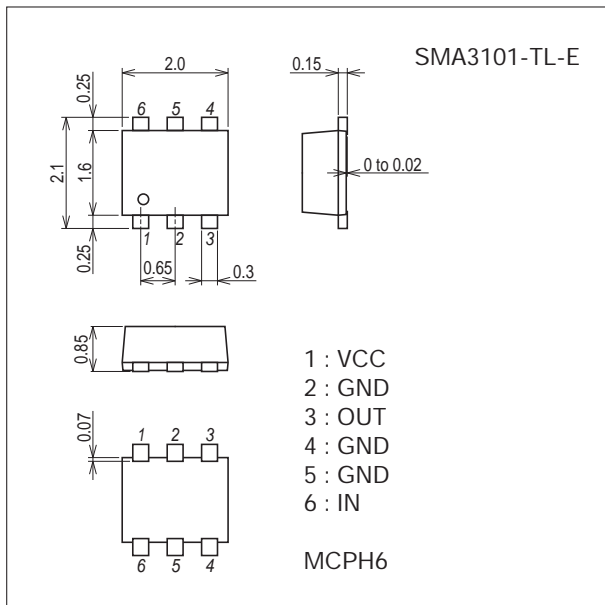 SMA3101-TL-E
2.0
0.15
0.25
6 5 4
2.1
1.6
0 to 0.02
0.25
1 2 3
0.65
0.3
0.85
1 : VCC
2 : GND
3 : OUT
4 : GND
5 : GND
6 : IN
0.07
1 2 3
6 5 4
MCPH6